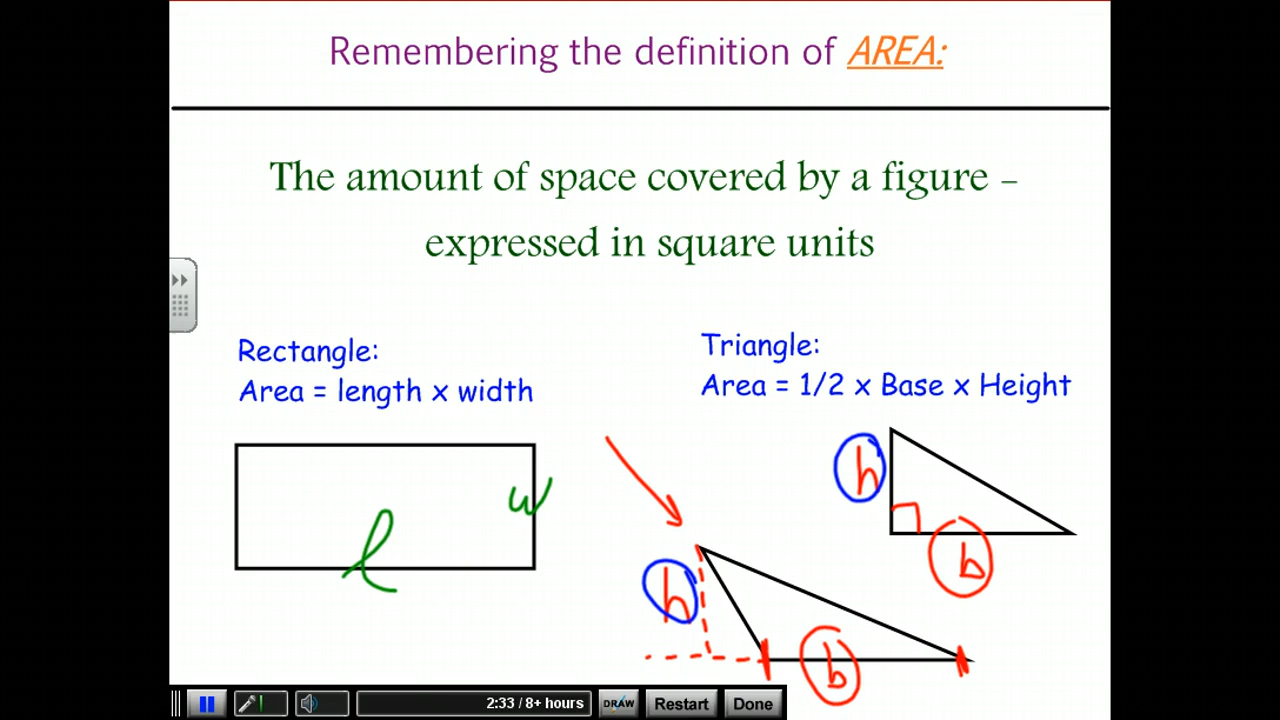 Remembering the definition of AREA:
The amount of space covered by a figure –
expressed in square units
Rectangle:
Area = length x width
Triangle:
Area = 1/2 x Base x Height
h
b
w
l
h
b
2:33 / 8+ hours
DRAW
Restart
Done